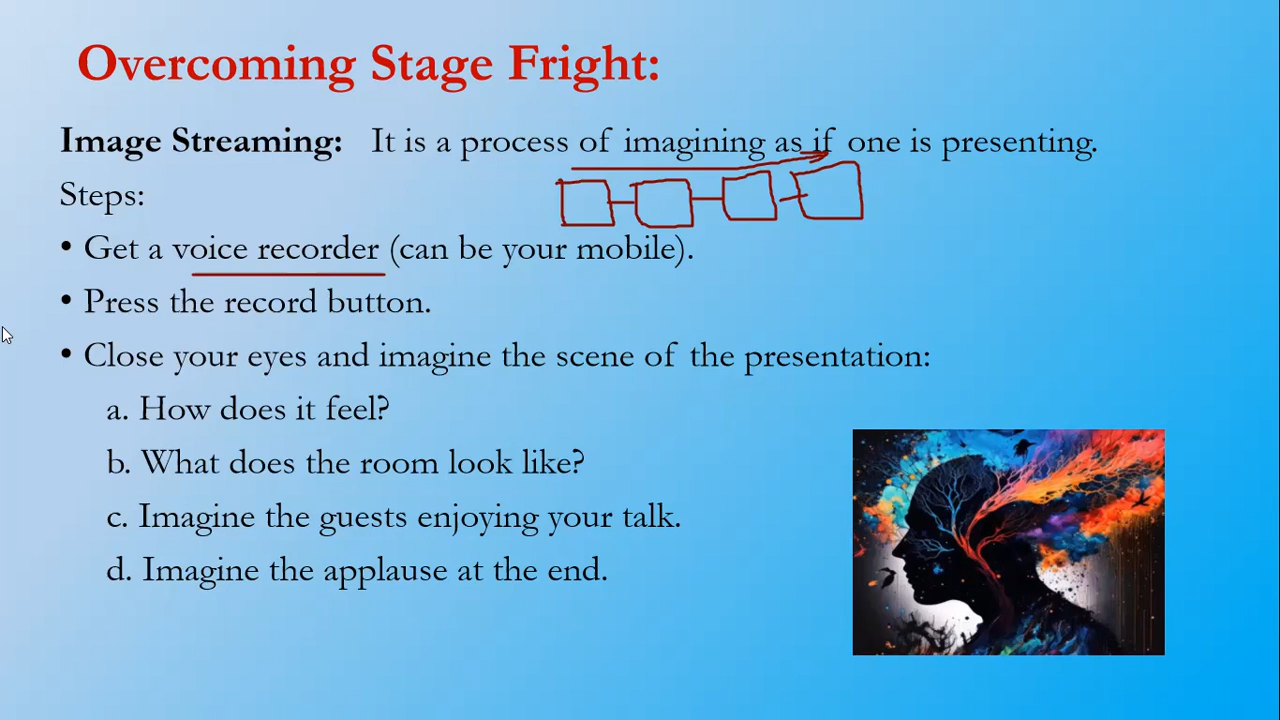 Overcoming Stage Fright:
Image Streaming: It is a process of imagining as if one is presenting.
Steps:
• Get a voice recorder (can be your mobile).
• Press the record button.
• Close your eyes and imagine the scene of the presentation:
a. How does it feel?
b. What does the room look like?
c. Imagine the guests enjoying your talk.
d. Imagine the applause at the end.